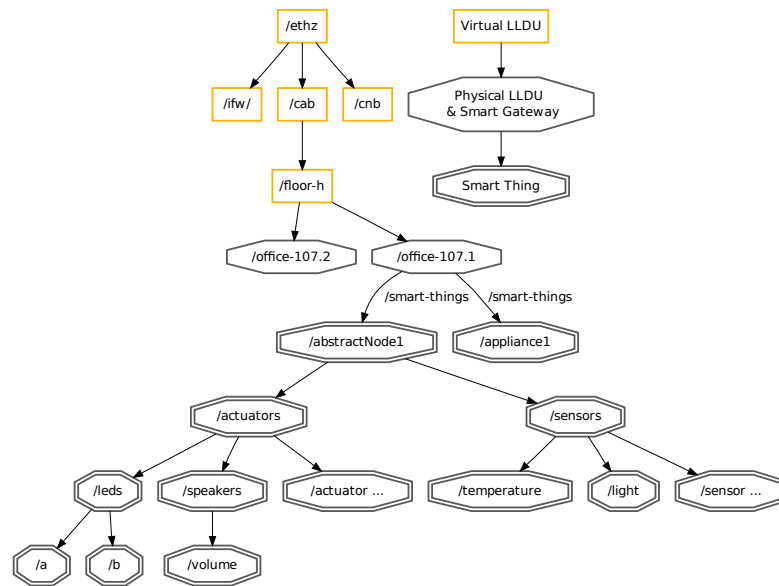 /ethz
Virtual LLDU
/ifw/
/cab
/cnb
Physical LLDU
& Smart Gateway
/floor-h
Smart Thing
/office-107.2
/office-107.1
/smart-things
/smart-things
/abstractNode1
/appliance1
/actuators
/sensors
/leds
/speakers
/actuator ...
/temperature
/light
/sensor ...
/a
/b
/volume